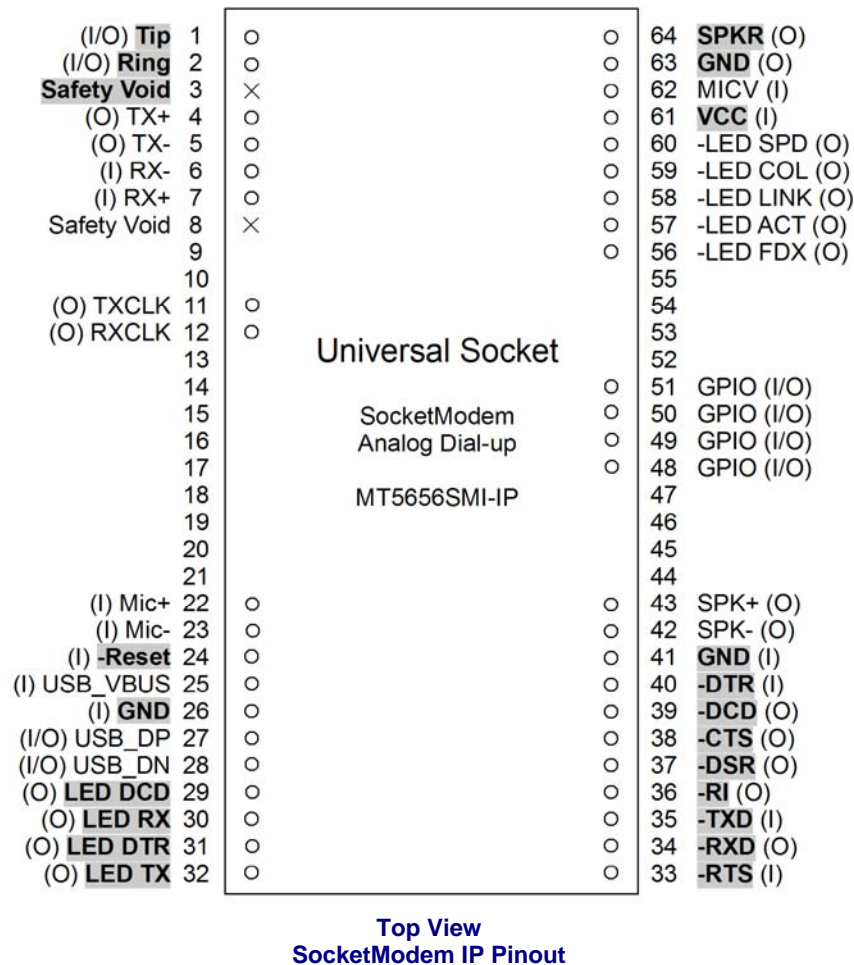 (I/O) Tip 1 64 SPKR (O)
(I/O) Ring 2 63 GND (O)
Safety Void 3 62 MICV (I)
(O) TX+ 4 61 VCC (I)
(O) TX- 5 60 -LED SPD (O)
(I) RX- 6 59 -LED COL (O)
(I) RX+ 7 58 -LED LINK (O)
Safety Void 8 57 -LED ACT (O)
9 56 -LED FDX (O)
10 55
(O) TXCLK 11 54
(O) RXCLK 12 53
Universal Socket
13 52
14 51 GPIO (I/O)
15 SocketModem 50 GPIO (I/O)
16 Analog Dial-up 49 GPIO (I/O)
17 48 GPIO (I/O)
18 MT5656SMI-IP 47
19 46
20 45
21 44
(I) Mic+ 22 43 SPK+ (O)
(I) Mic- 23 42 SPK- (O)
(I) -Reset 24 41 GND (I)
(I) USB_VBUS 25 40 -DTR (I)
(I) GND 26 39 -DCD (O)
(I/O) USB_DP 27 38 -CTS (O)
(I/O) USB_DN 28 37 -DSR (O)
(O) LED DCD 29 36 -RI (O)
(O) LED RX 30 35 -TXD (I)
(O) LED DTR 31 34 -RXD (O)
(O) LED TX 32 33 -RTS (I)
Top View
SocketModem IP Pinout